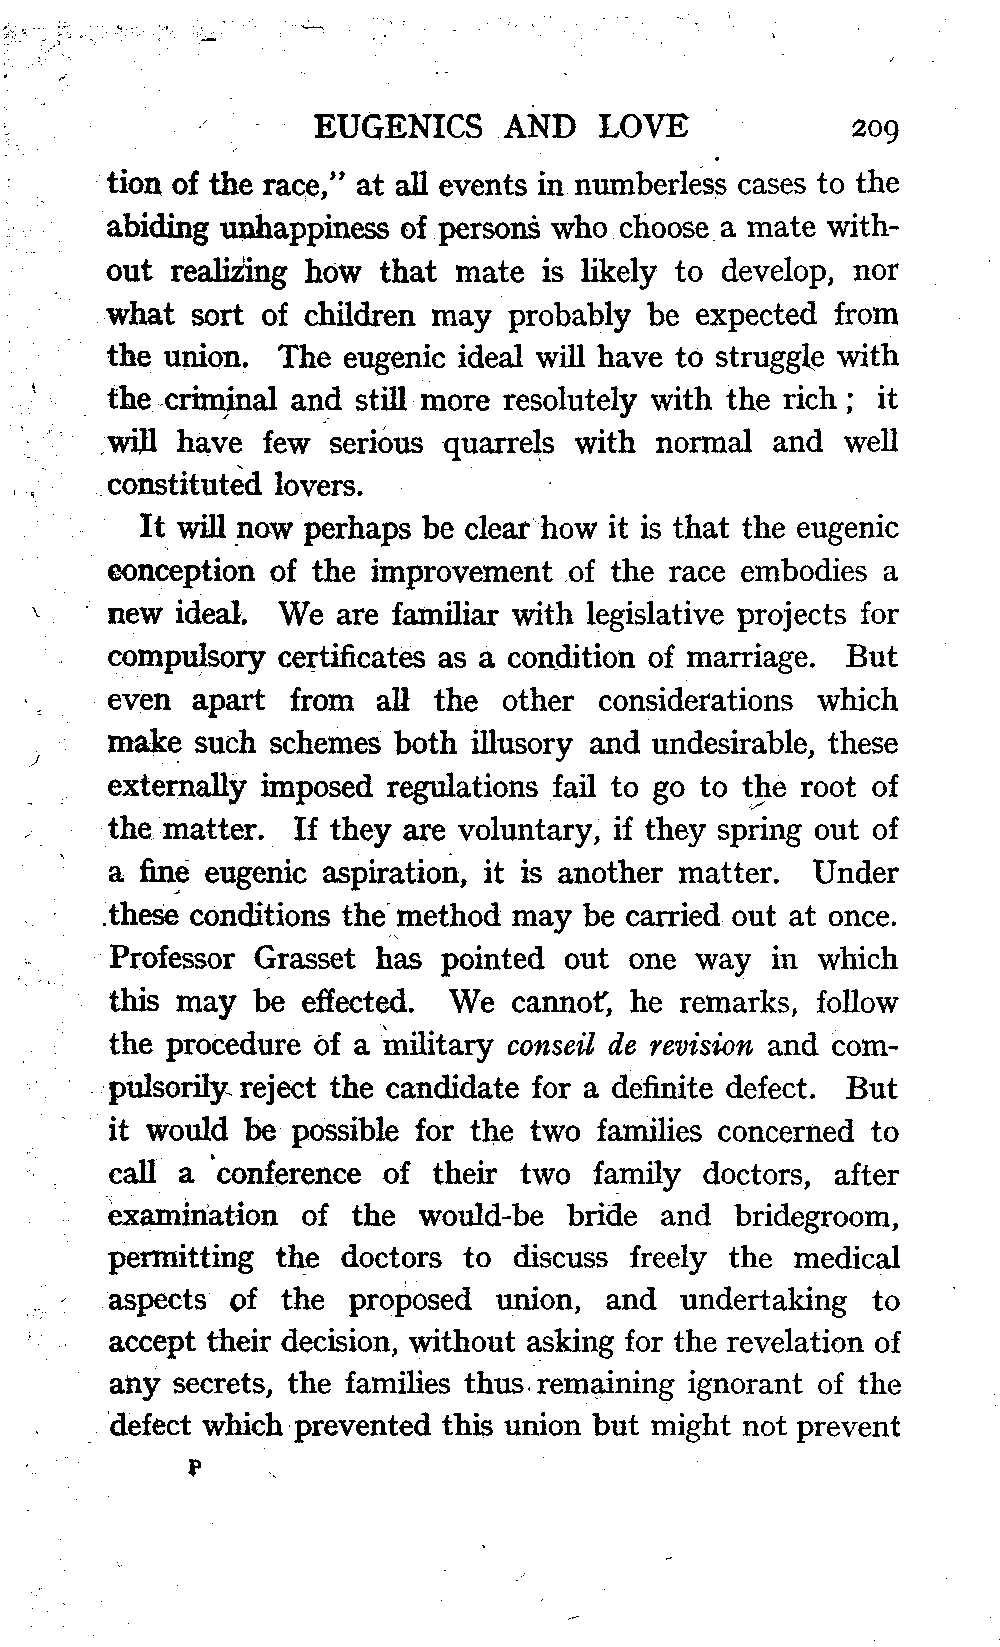 EUGENICS AND LOVE 209
tion of the race,” at all events in numberless cases to the
abiding unhappiness of persons who choose a mate with-
out realizing how that mate is likely to develop, nor
what sort of children may probably be expected from
the union. The eugenic ideal will have to struggle with
the criminal and still more resolutely with the rich ; it
will have few serious quarrels with normal and well
constituted lovers.
It will now perhaps be clear how it is that the eugenic
conception of the improvement of the race embodies a
new ideal. We are familiar with legislative projects for
compulsory certificates as a condition of marriage. But
even apart from all the other considerations which
make such schemes both illusory and undesirable, these
externally imposed regulations fail to go to the root of
the matter. If they are voluntary, if they spring out of
a fine eugenic aspiration, it is another matter. Under
these conditions the method may be carried out at once.
Professor Grasset has pointed out one way in which
this may be effected. We cannot, he remarks, follow
the procedure of a military conseil de revision and com-
pulsorily reject the candidate for a definite defect. But
it would be possible for the two families concerned to
call a conference of their two family doctors, after
examination of the would-be bride and bridegroom,
permitting the doctors to discuss freely the medical
aspects of the proposed union, and undertaking to
accept their decision, without asking for the revelation of
any secrets, the families thus remaining ignorant of the
defect which prevented this union but might not prevent
P